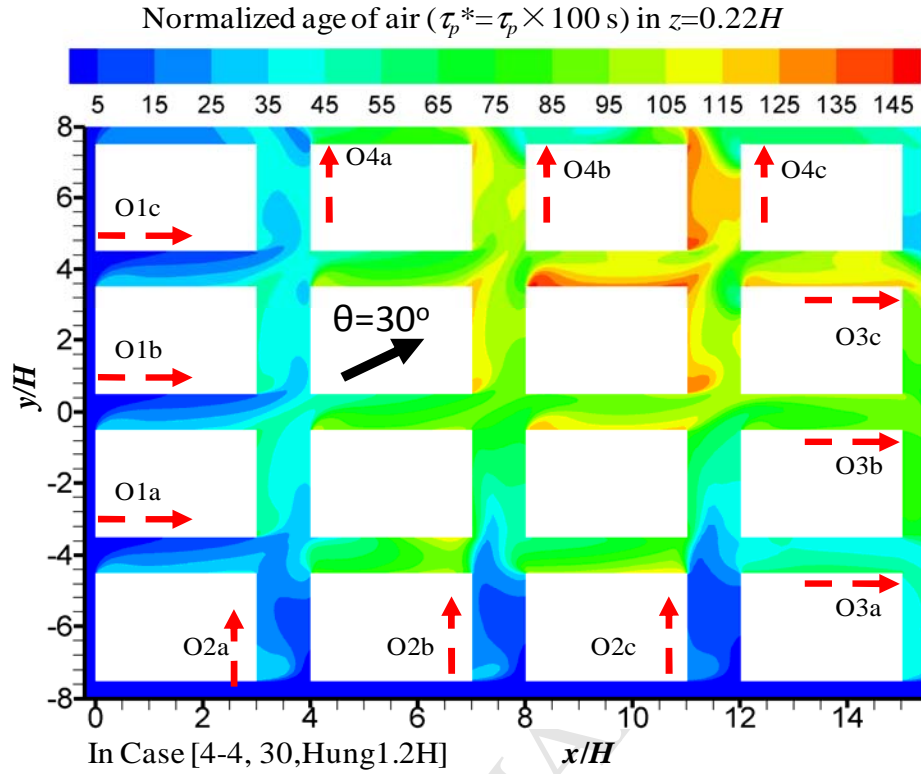 Normalized age of air (τp*=τp×100 s) in z=0.22H
5 15 25 35 45 55 65 75 85 95 105 115 125 135 145
8
O4a O4b O4c
6
O1c
4
O3c
θ=30o
2
O1b
y/H
0
O3b
-2
O1a
-4
O3a
-6
O2a O2b O2c
-8
0 2 4 6 8 10 12 14
In Case [4-4, 30,Hung1.2H] x/H